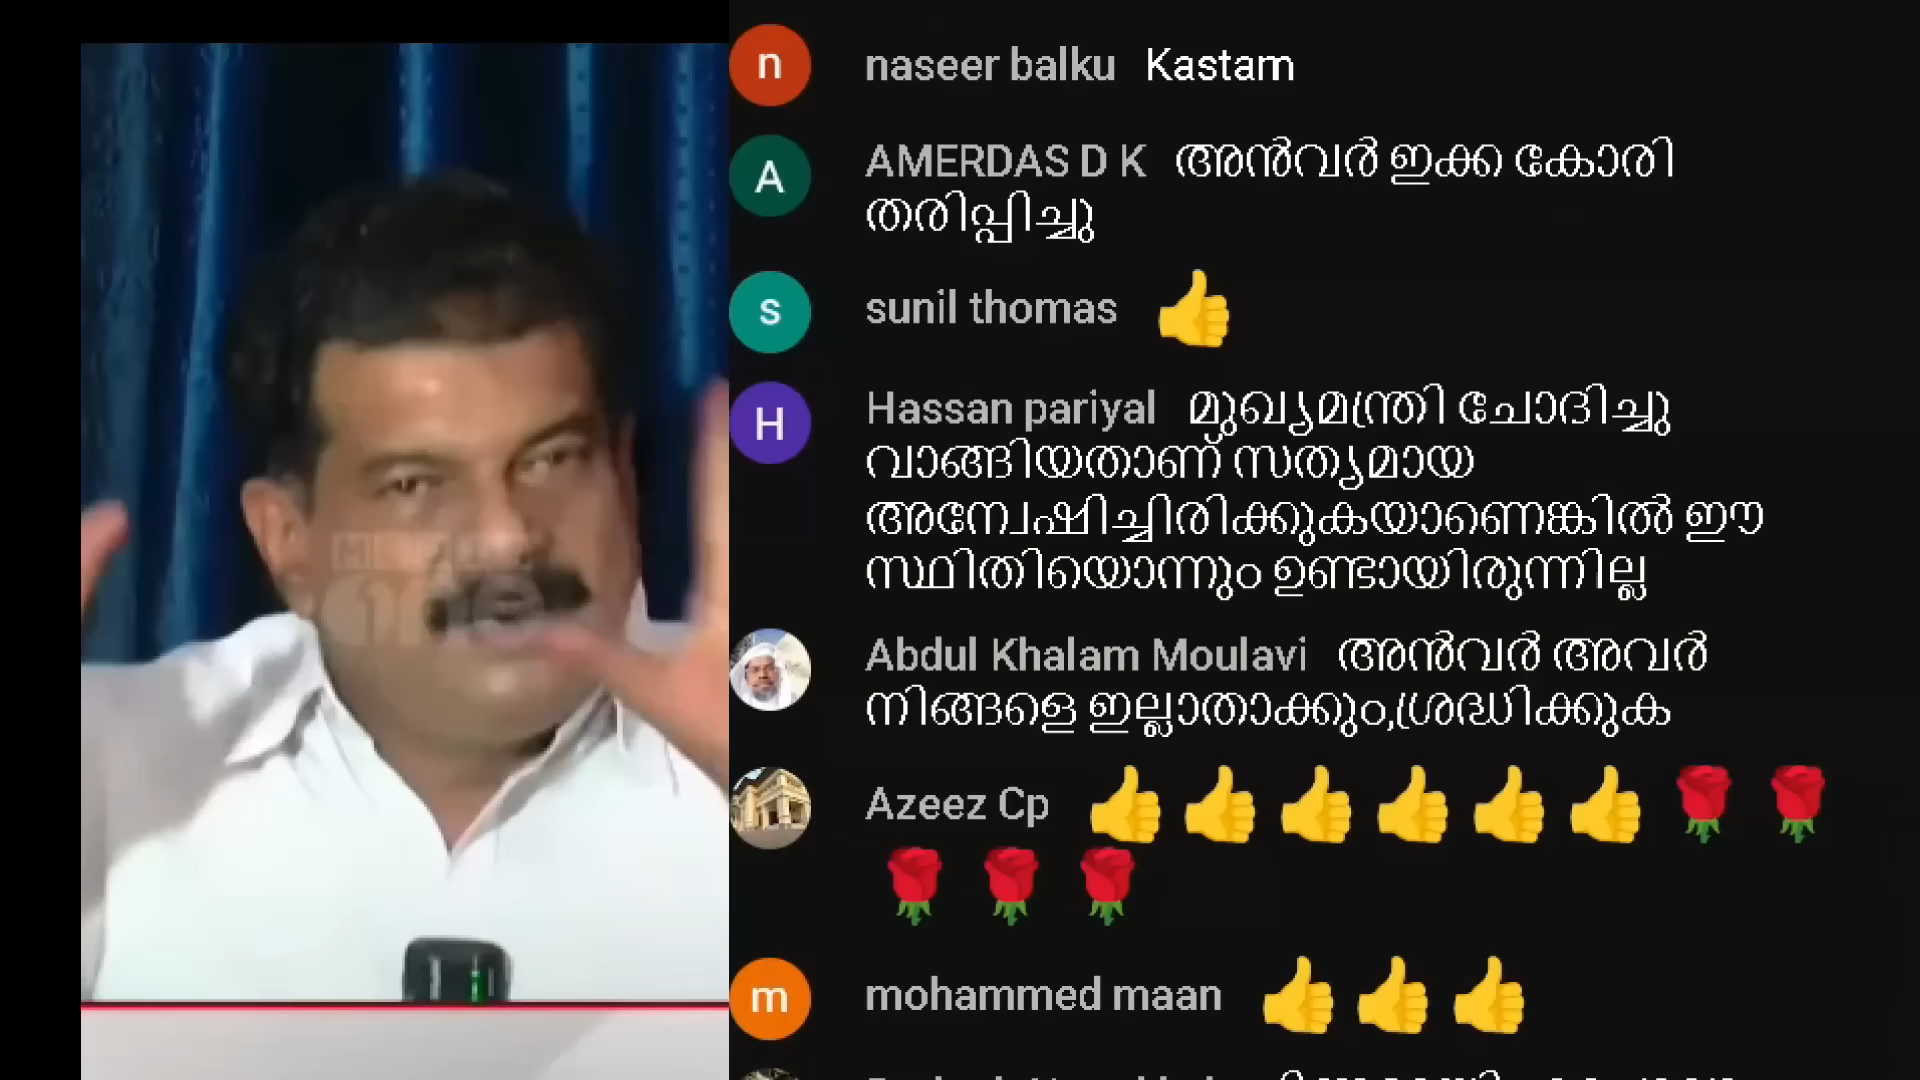 n naseer balku Kastam
A AMERDAS D K അൻവർ ഇക്ക കോരി
തരിപ്പിച്ചു
s sunil thomas
H Hassan pariyal മുഖ്യമന്ത്രി ചോദിച്ചു
വാങ്ങിയതാണ് സത്യമായ
അന്വേഷിച്ചിരിക്കുകയാണെങ്കിൽ ഈ
സ്ഥിതിയൊന്നും ഉണ്ടായിരുന്നില്ല
Abdul Khalam Moulavi അൻവർ അവർ
നിങ്ങളെ ഇല്ലാതാക്കും,ശ്രദ്ധിക്കുക
Azeez Cp
m mohammed maan